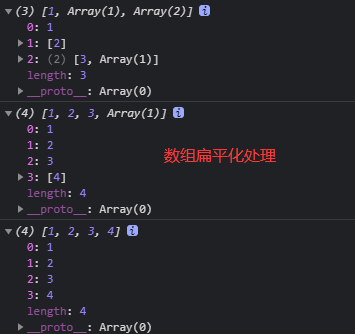 (3) [1, Array(1), Array(2)] i
0: 1
1: [2]
2: (2) [3, Array(1)]
length: 3
__proto__: Array(0)
(4) [1, 2, 3, Array(1)] i
0: 1
1: 2
2: 3
数组扁平化处理
3: [4]
length: 4
__proto__: Array(0)
(4) [1, 2, 3, 4] i
0: 1
1: 2
2: 3
3: 4
length: 4
__proto__: Array(0)